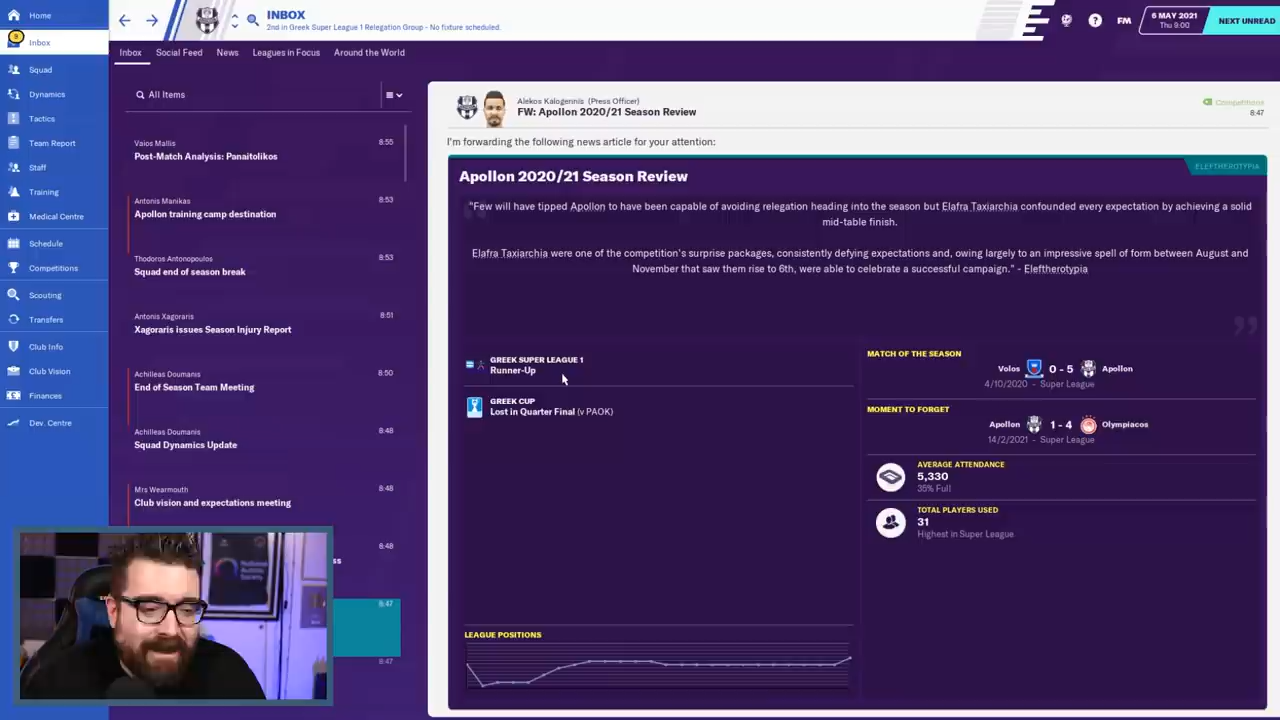 Home
INBOX
2nd in Greek Super League 1 Relegation Group - No fixture scheduled.
?
FM
6 MAY 2021
Thu 9:00
NEXT UNREAD
9
Inbox
Inbox
Social Feed
News
Leagues in Focus
Around the World
Squad
Dynamics
Tactics
Team Report
Staff
Training
Medical Centre
Schedule
Competitions
Scouting
Transfers
Club Info
Club Vision
Finances
Dev. Centre
All Items
Vaios Mallis
8:55
Post-Match Analysis: Panaitolikos
Antonis Manikas
8:53
Apollon training camp destination
Thodoros Antonopoulos
8:53
Squad end of season break
Antonis Xagoraris
8:51
Xagoraris issues Season Injury Report
Achilleas Doumanis
8:50
End of Season Team Meeting
Achilleas Doumanis
8:48
Squad Dynamics Update
Mrs Wearmouth
8:48
Club vision and expectations meeting
8:48
ss
8:47
8:47
Alekos Kalogennis (Press Officer)
FW: Apollon 2020/21 Season Review
Competitions
8:47
I'm forwarding the following news article for your attention:
ELEFTHEROTYPIA
Apollon 2020/21 Season Review
"Few will have tipped Apollon to have been capable of avoiding relegation heading into the season but Elafra Taxiarchia confounded every expectation by achieving a solid
mid-table finish.
Elafra Taxiarchia were one of the competition's surprise packages, consistently defying expectations and, owing largely to an impressive spell of form between August and
November that saw them rise to 6th, were able to celebrate a successful campaign." - Eleftherotypia
GREEK SUPER LEAGUE 1
Runner-Up
GREEK CUP
Lost in Quarter Final (v PAOK)
MATCH OF THE SEASON
Volos 0 - 5 Apollon
4/10/2020 - Super League
MOMENT TO FORGET
Apollon 1 - 4 Olympiacos
14/2/2021 - Super League
AVERAGE ATTENDANCE
5,330
35% Full
TOTAL PLAYERS USED
31
Highest in Super League
LEAGUE POSITIONS